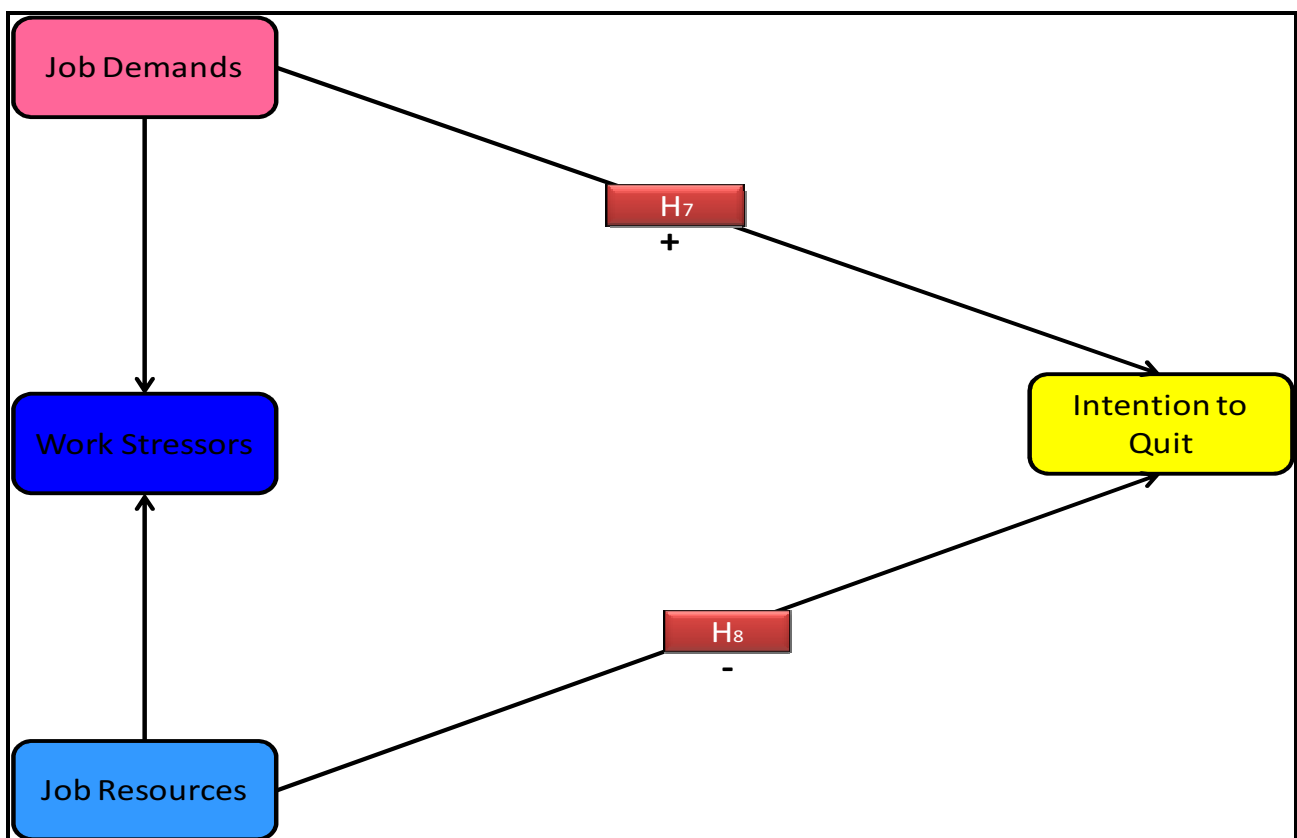 Job Demands
H₇
+
Intention to
Quit
Work Stressors
H₈
-
Job Resources